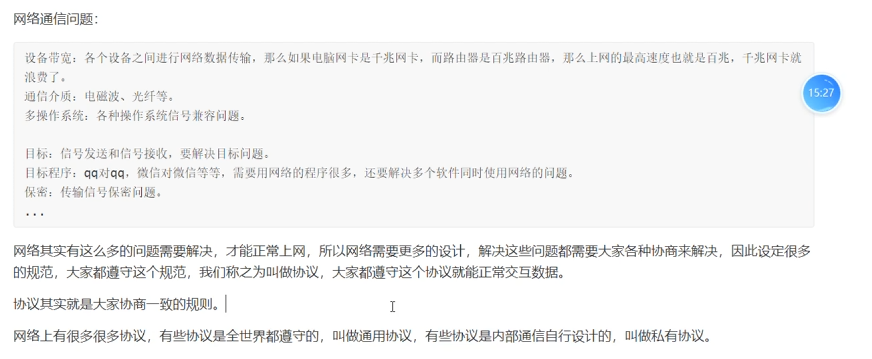 网络通信问题：
设备带宽：各个设备之间进行网络数据传输，那么如果电脑网卡是千兆网卡，而路由器是百兆路由器，那么上网的最高速度也就是百兆，千兆网卡就
浪费了。
通信介质：电磁波、光纤等。
多操作系统：各种操作系统信号兼容问题。
目标：信号发送和信号接收，要解决目标问题。
目标程序：qq对qq，微信对微信等等，需要用网络的程序很多，还要解决多个软件同时使用网络的问题。
保密：传输信号保密问题。
...
15:27
网络其实有这么多的问题需要解决，才能正常上网，所以网络需要更多的设计，解决这些问题都需要大家各种协商来解决，因此设定很多
的规范，大家都遵守这个规范，我们称之为叫做协议，大家都遵守这个协议就能正常交互数据。
协议其实就是大家协商一致的规则。
网络上有很多很多协议，有些协议是全世界都遵守的，叫做通用协议，有些协议是内部通信自行设计的，叫做私有协议。